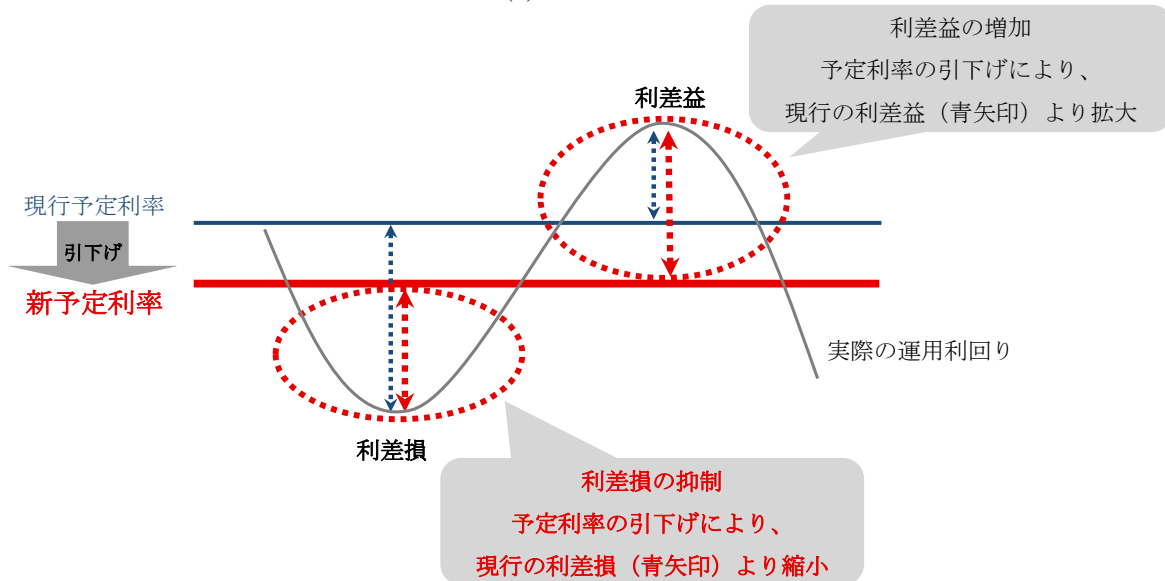 利差益の増加
予定利率の引下げにより、
現行の利差益（青矢印）より拡大
利差益
現行予定利率
引下げ
新予定利率
実際の運用利回り
利差損
利差損の抑制
予定利率の引下げにより、
現行の利差損（青矢印）より縮小